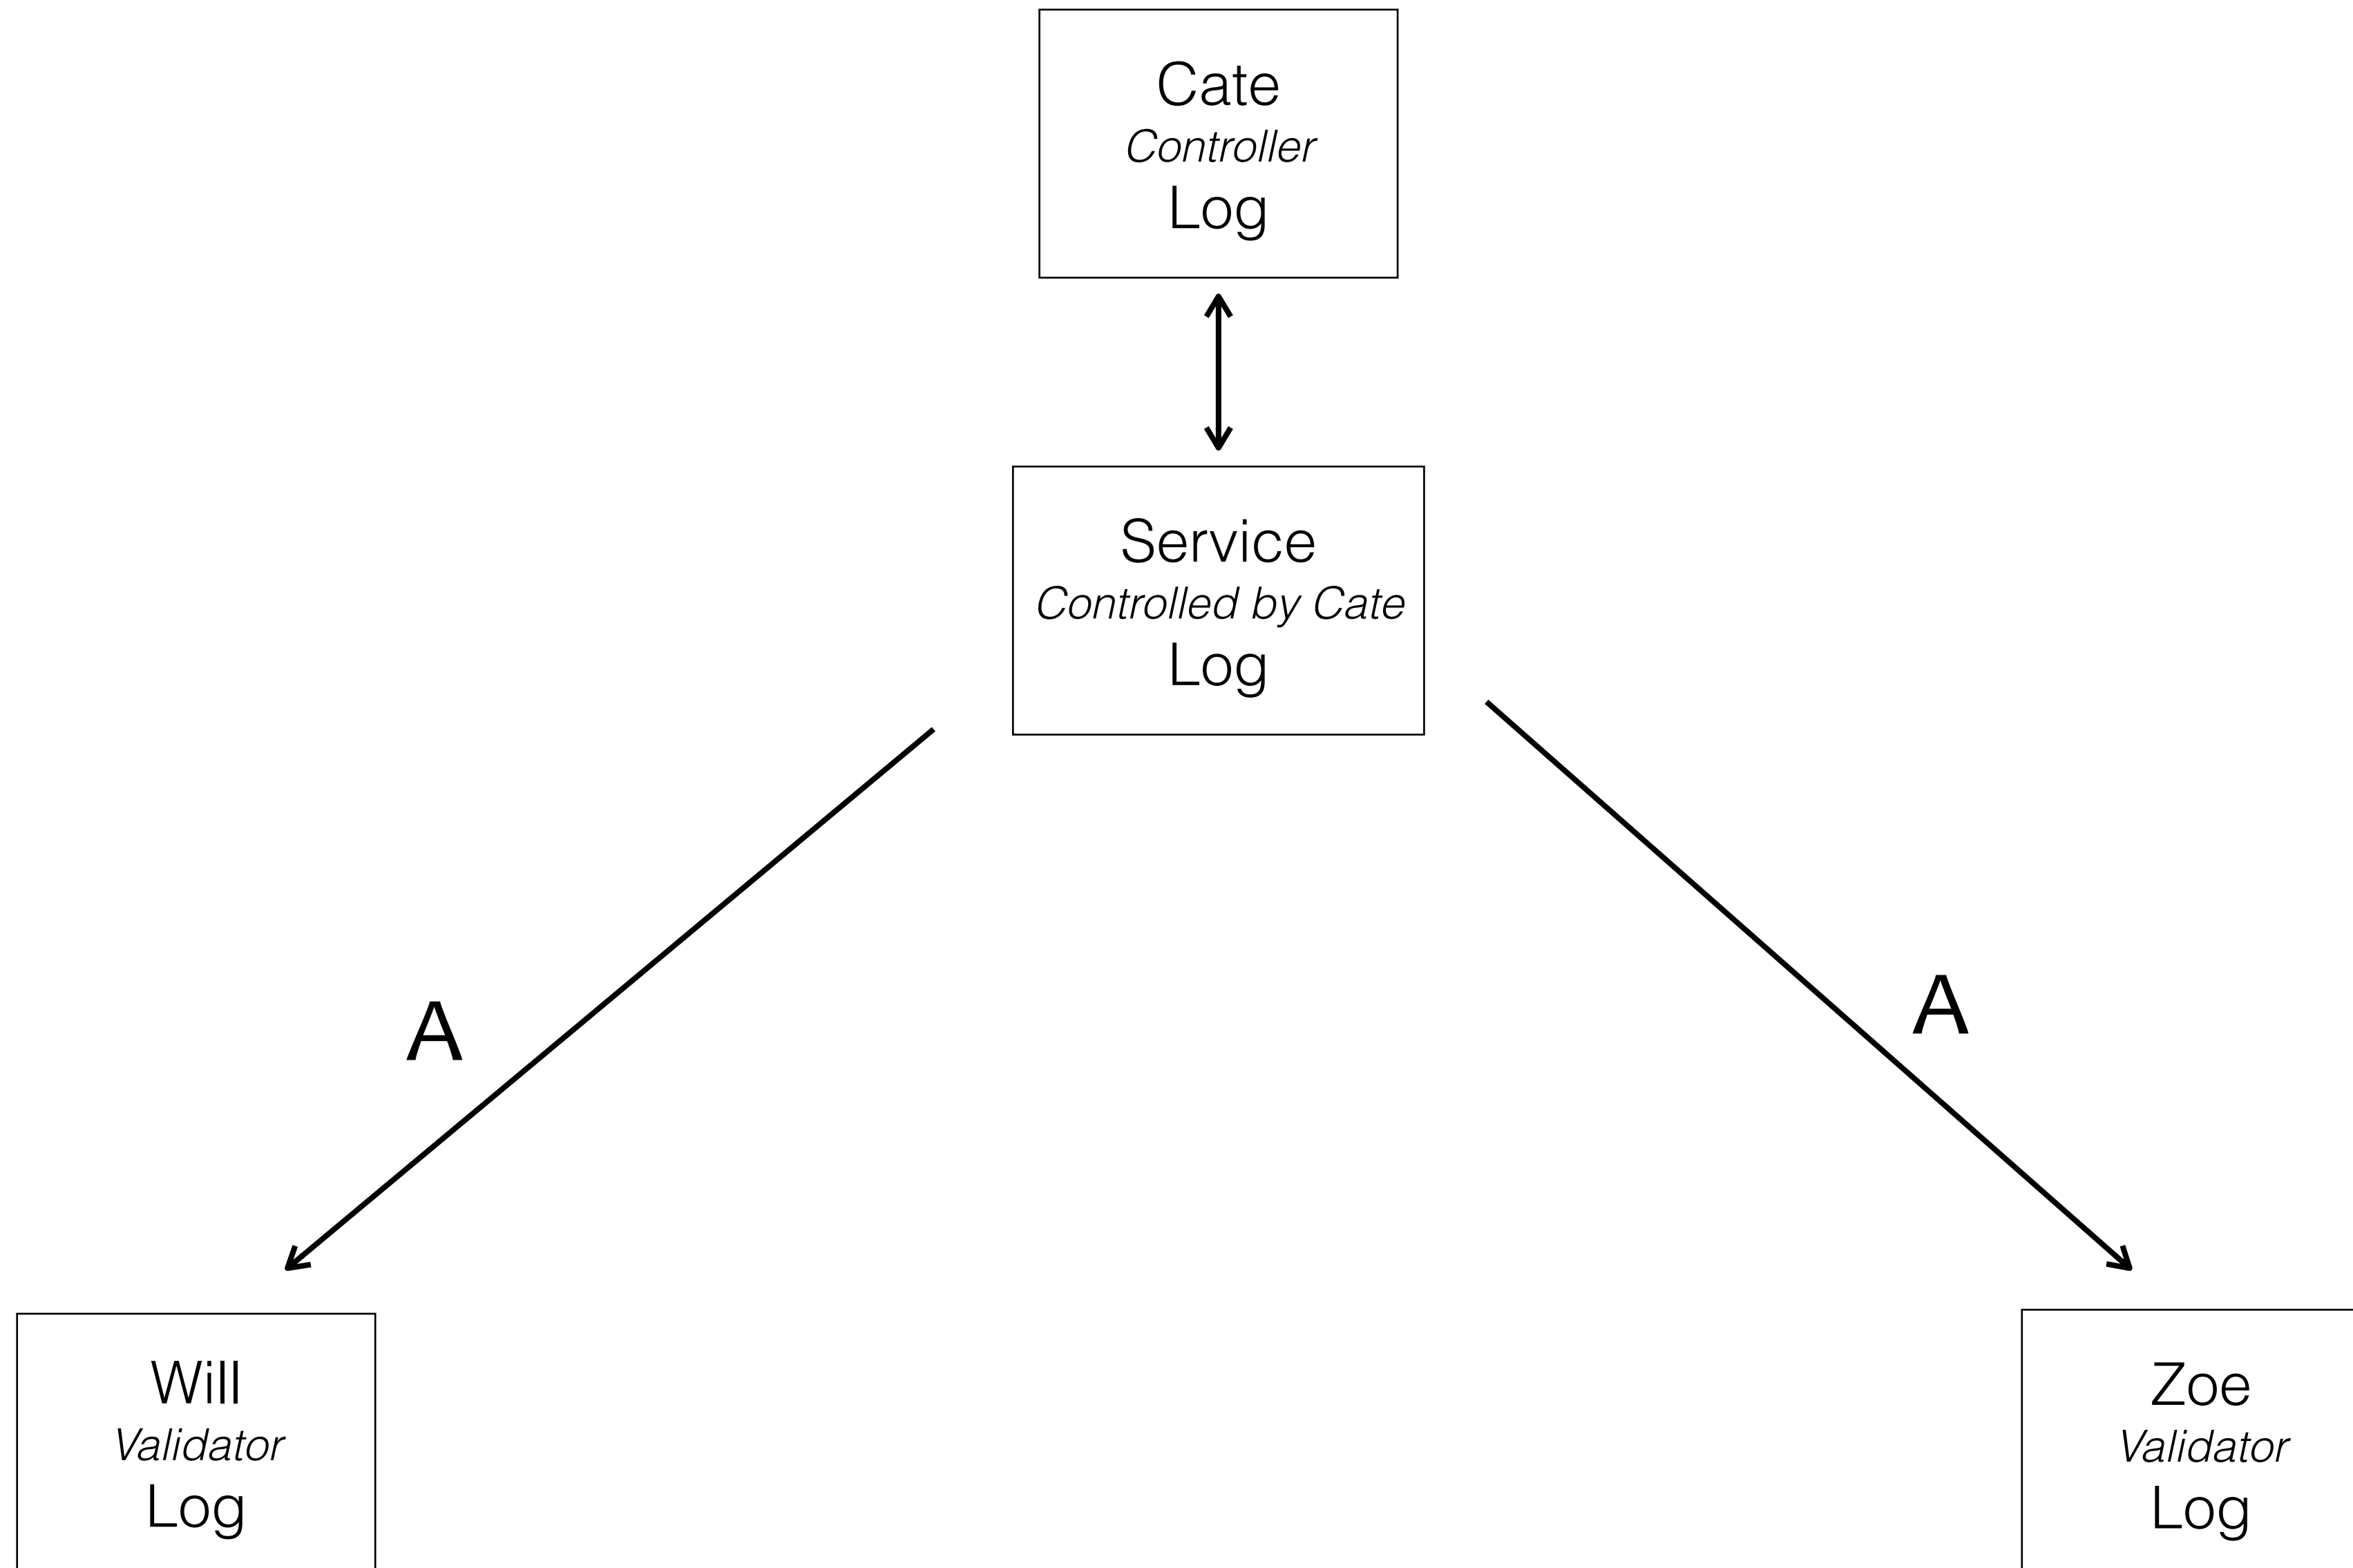 Cate
Controller
Log
Service
Controlled by Cate
Log
A
A
Will
Validator
Log
Zoe
Validator
Log